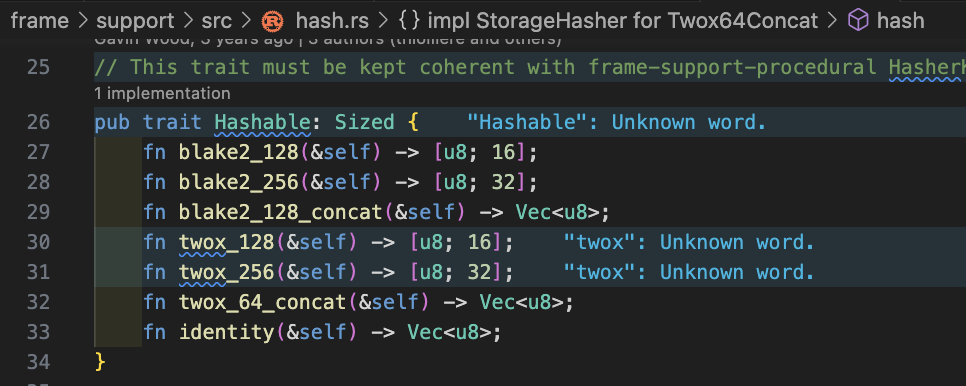 frame > support > src > hash.rs > {} impl StorageHasher for Twox64Concat > hash
Gavin Wood, 3 years ago | 3 authors (thiolliere and others)
25 // This trait must be kept coherent with frame-support-procedural
1 implementation
26 pub trait Hashable: Sized { "Hashable": Unknown word.
27 fn blake2_128(&self) -> [u8; 16];
28 fn blake2_256(&self) -> [u8; 32];
29 fn blake2_128_concat(&self) -> Vec<u8>;
30 fn twox_128(&self) -> [u8; 16]; "twox": Unknown word.
31 fn twox_256(&self) -> [u8; 32]; "twox": Unknown word.
32 fn twox_64_concat(&self) -> Vec<u8>;
33 fn identity(&self) -> Vec<u8>;
34 }